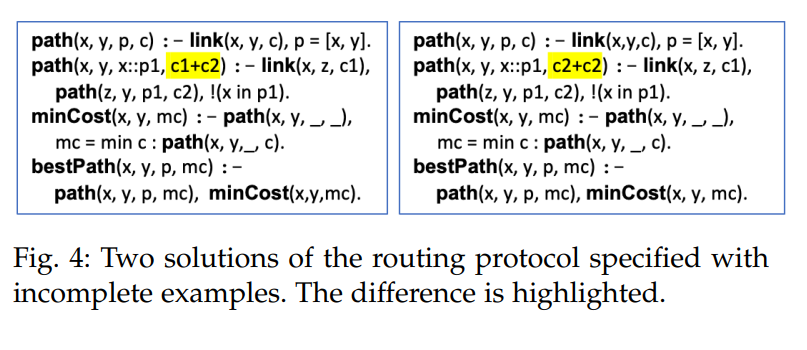 path(x, y, p, c) :- link(x, y, c), p = [x, y].
path(x, y, x::p1, c1+c2) :- link(x, z, c1),
path(z, y, p1, c2), !(x in p1).
minCost(x, y, mc) :- path(x, y, _, _),
mc = min c : path(x, y,_, c).
bestPath(x, y, p, mc) :-
path(x, y, p, mc), minCost(x,y,mc).
path(x, y, p, c) :- link(x,y,c), p = [x, y].
path(x, y, x::p1, c2+c2) :- link(x, z, c1),
path(z, y, p1, c2), !(x in p1).
minCost(x, y, mc) :- path(x, y, _, _),
mc = min c : path(x, y, _, c).
bestPath(x, y, p, mc) :-
path(x, y, p, mc), minCost(x, y, mc).
Fig. 4: Two solutions of the routing protocol specified with
incomplete examples. The difference is highlighted.